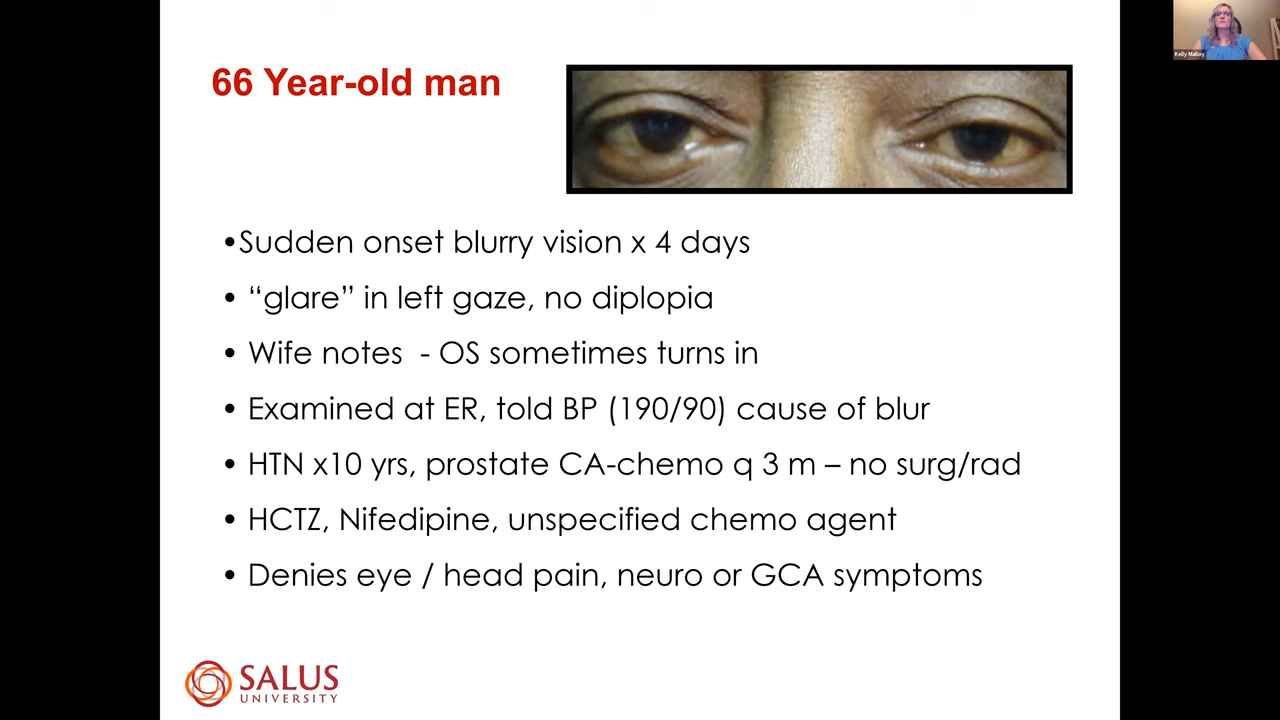 Kelly Malloy
66 Year-old man
•Sudden onset blurry vision x 4 days
• “glare” in left gaze, no diplopia
• Wife notes - OS sometimes turns in
• Examined at ER, told BP (190/90) cause of blur
• HTN x10 yrs, prostate CA-chemo q 3 m – no surg/rad
• HCTZ, Nifedipine, unspecified chemo agent
• Denies eye / head pain, neuro or GCA symptoms
SALUS
UNIVERSITY